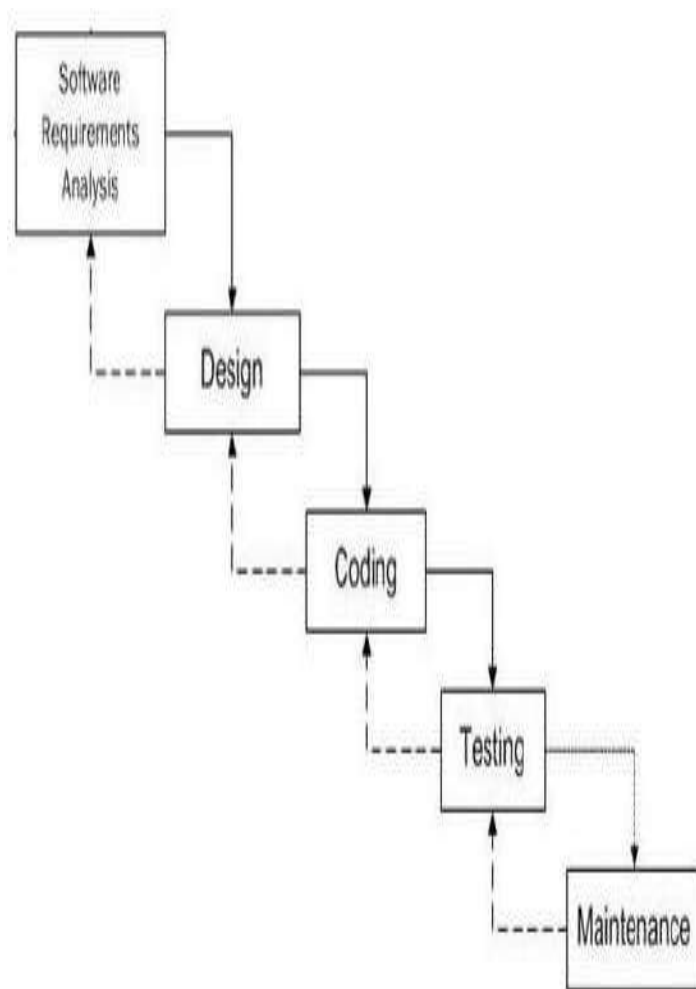 Software
Requirements
Analysis
Design
Coding
Testing
Maintenance